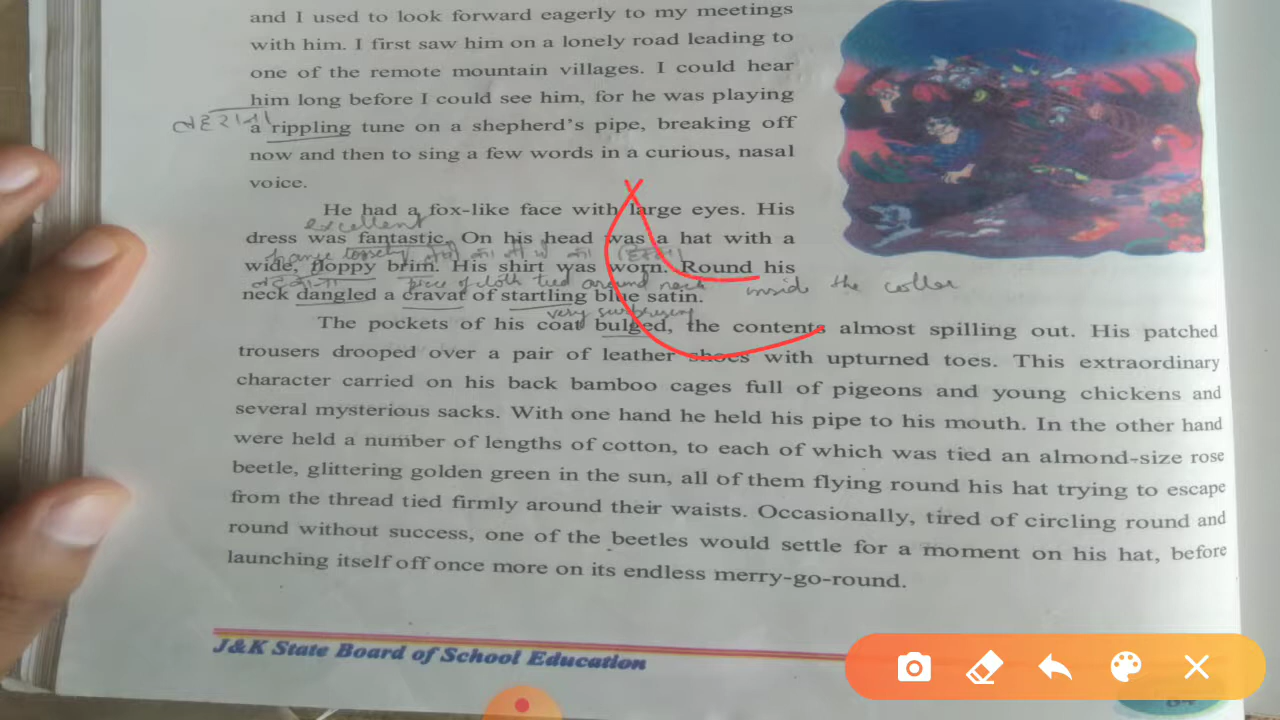 and I used to look forward eagerly to my meetings
with him. I first saw him on a lonely road leading to
one of the remote mountain villages. I could hear
him long before I could see him, for he was playing
a rippling tune on a shepherd's pipe, breaking off
now and then to sing a few words in a curious, nasal
voice.
He had a fox-like face with large eyes. His
excellent
dress was fantastic. On his head was a hat with a
wide, floppy brim. His shirt was worn. Round his
piece of cloth tied around neck inside the collar
neck dangled a cravat of startling blue satin.
very
The pockets of his coat bulged, the contents almost spilling out. His patched
trousers drooped over a pair of leather shoes with upturned toes. This extraordinary
character carried on his back bamboo cages full of pigeons and young chickens and
several mysterious sacks. With one hand he held his pipe to his mouth. In the other hand
were held a number of lengths of cotton, to each of which was tied an almond-size rose
beetle, glittering golden green in the sun, all of them flying round his hat trying to escape
from the thread tied firmly around their waists. Occasionally, tired of circling round and
round without success, one of the beetles would settle for a moment on his hat, before
launching itself off once more on its endless merry-go-round.
J&K State Board of School Education